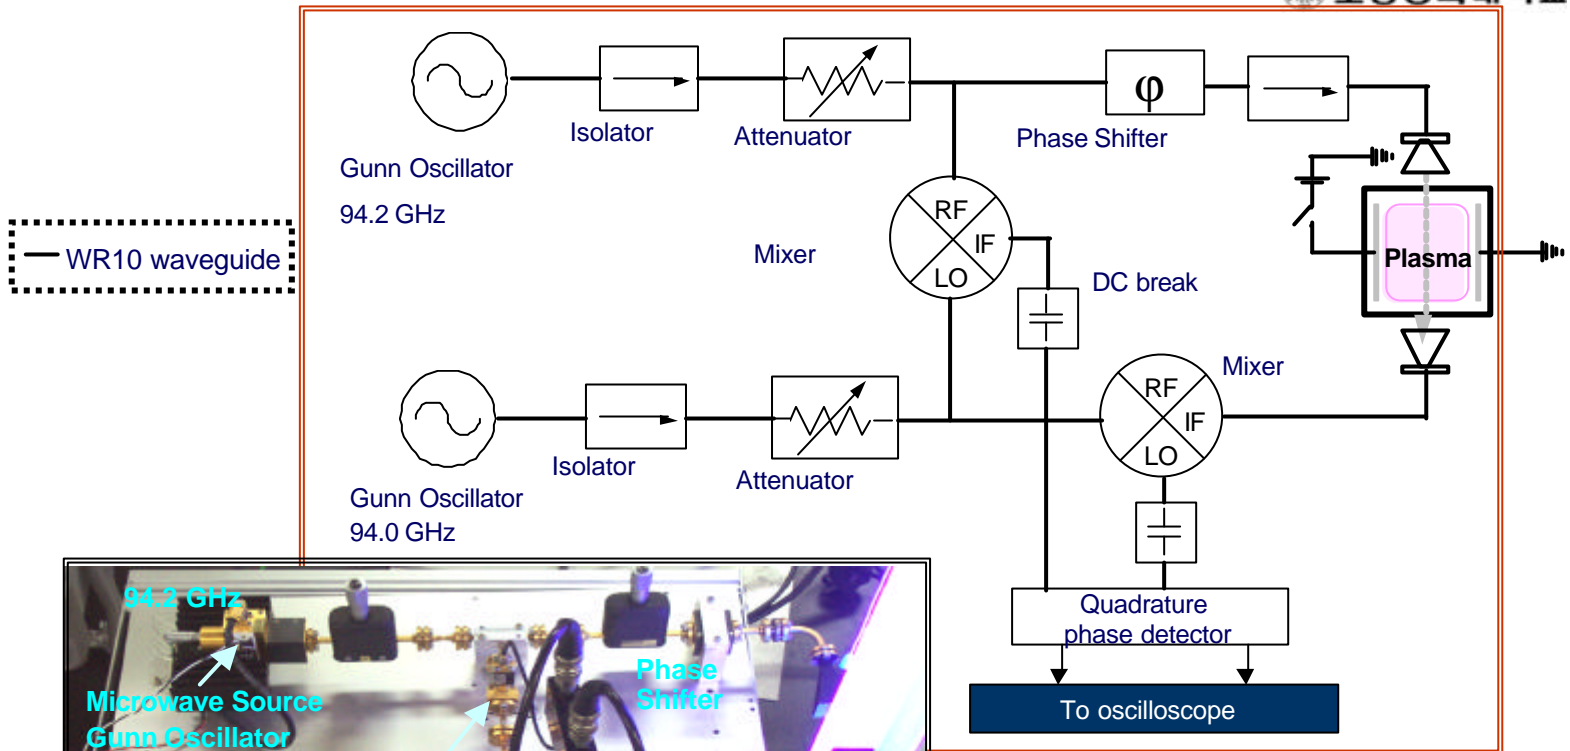 Isolator
Attenuator
φ
Phase Shifter
Gunn Oscillator
94.2 GHz
RF
IF
LO
Mixer
DC break
WR10 waveguide
Plasma
Isolator
Attenuator
Gunn Oscillator
94.0 GHz
RF
IF
LO
Mixer
Quadrature
phase detector
To oscilloscope
94.2 GHz
Phase
Shifter
Microwave Source
Gunn Oscillator